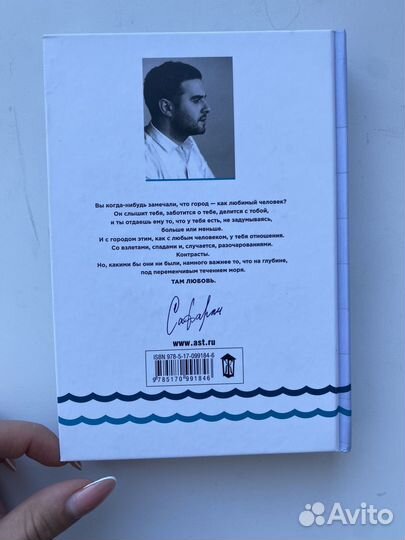 Вы когда-нибудь замечали, что город — как любимый человек?
Он слышит тебя, заботится о тебе, делится с тобой,
и ты отдаешь ему то, что у тебя есть, не задумываясь,
больше или меньше.
И с городом этим, как с любым человеком, у тебя отношения.
Со взлетами, спадами и, случается, разочарованиями.
Контрасты.
Но, какими бы они ни были, намного важнее то, что на глубине,
под переменчивым течением моря.
ТАМ ЛЮБОВЬ.
Сафарли
www.ast.ru
ISBN 978-5-17-099184-6
9785170991846
Avito